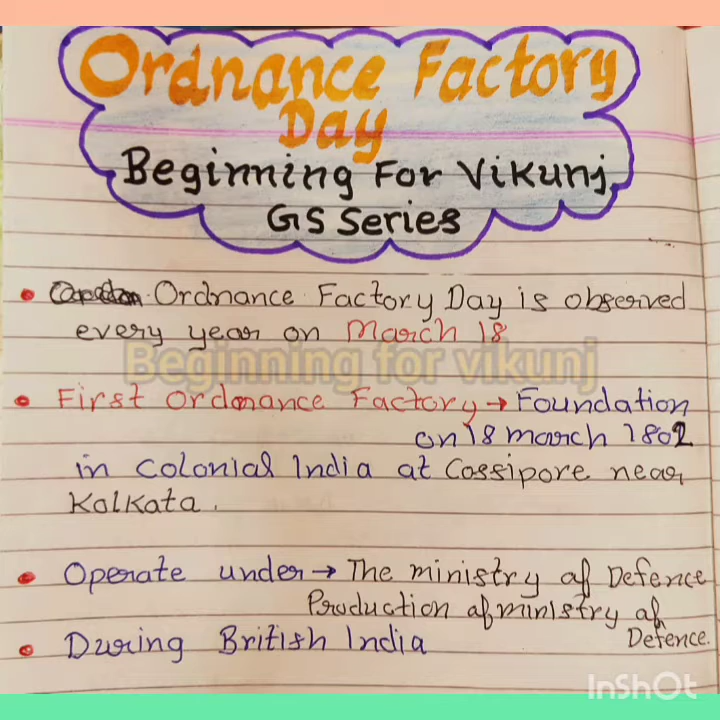 Ordnance Factory
Day
Beginning For Vikunj
GS Series
• Ordnance Factory Day is observed
every year on March 18
Beginning for vikunj
• First Ordnance Factory → Foundation
on 18 march 1802
in colonial India at Cossipore near
Kolkata.
• Operate under → The ministry of Defence
Production of ministry of
Defence.
• During British India
InShOt